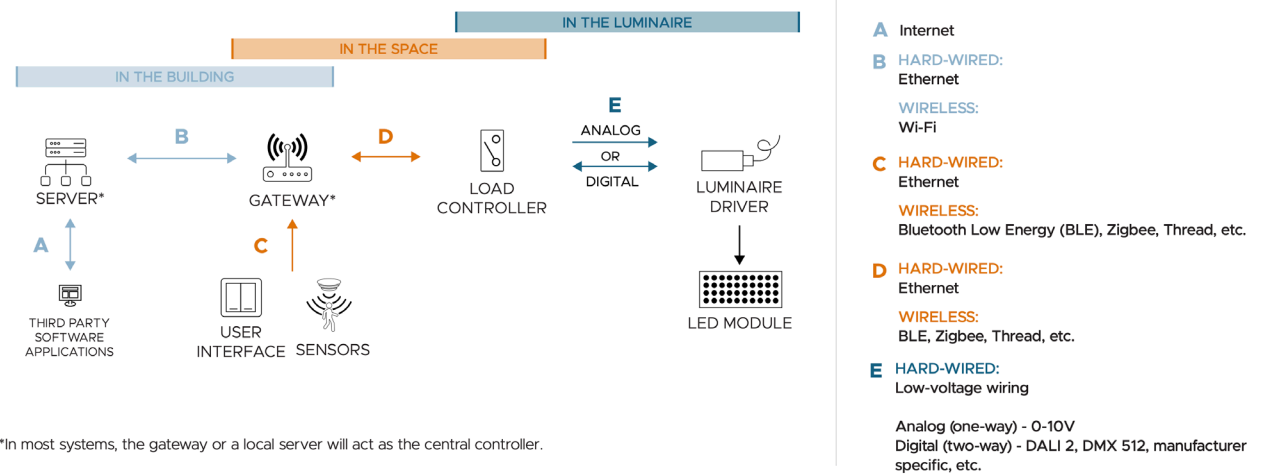 IN THE LUMINAIRE
IN THE SPACE
IN THE BUILDING
B
D
E
ANALOG
OR
DIGITAL
SERVER*
GATEWAY*
LOAD
CONTROLLER
LUMINAIRE
DRIVER
A
C
THIRD PARTY
SOFTWARE
APPLICATIONS
USER
INTERFACE
SENSORS
LED MODULE
*In most systems, the gateway or a local server will act as the central controller.
A Internet
B HARD-WIRED:
Ethernet
WIRELESS:
Wi-Fi
C HARD-WIRED:
Ethernet
WIRELESS:
Bluetooth Low Energy (BLE), Zigbee, Thread, etc.
D HARD-WIRED:
Ethernet
WIRELESS:
BLE, Zigbee, Thread, etc.
E HARD-WIRED:
Low-voltage wiring
Analog (one-way) - 0-10V
Digital (two-way) - DALI 2, DMX 512, manufacturer
specific, etc.